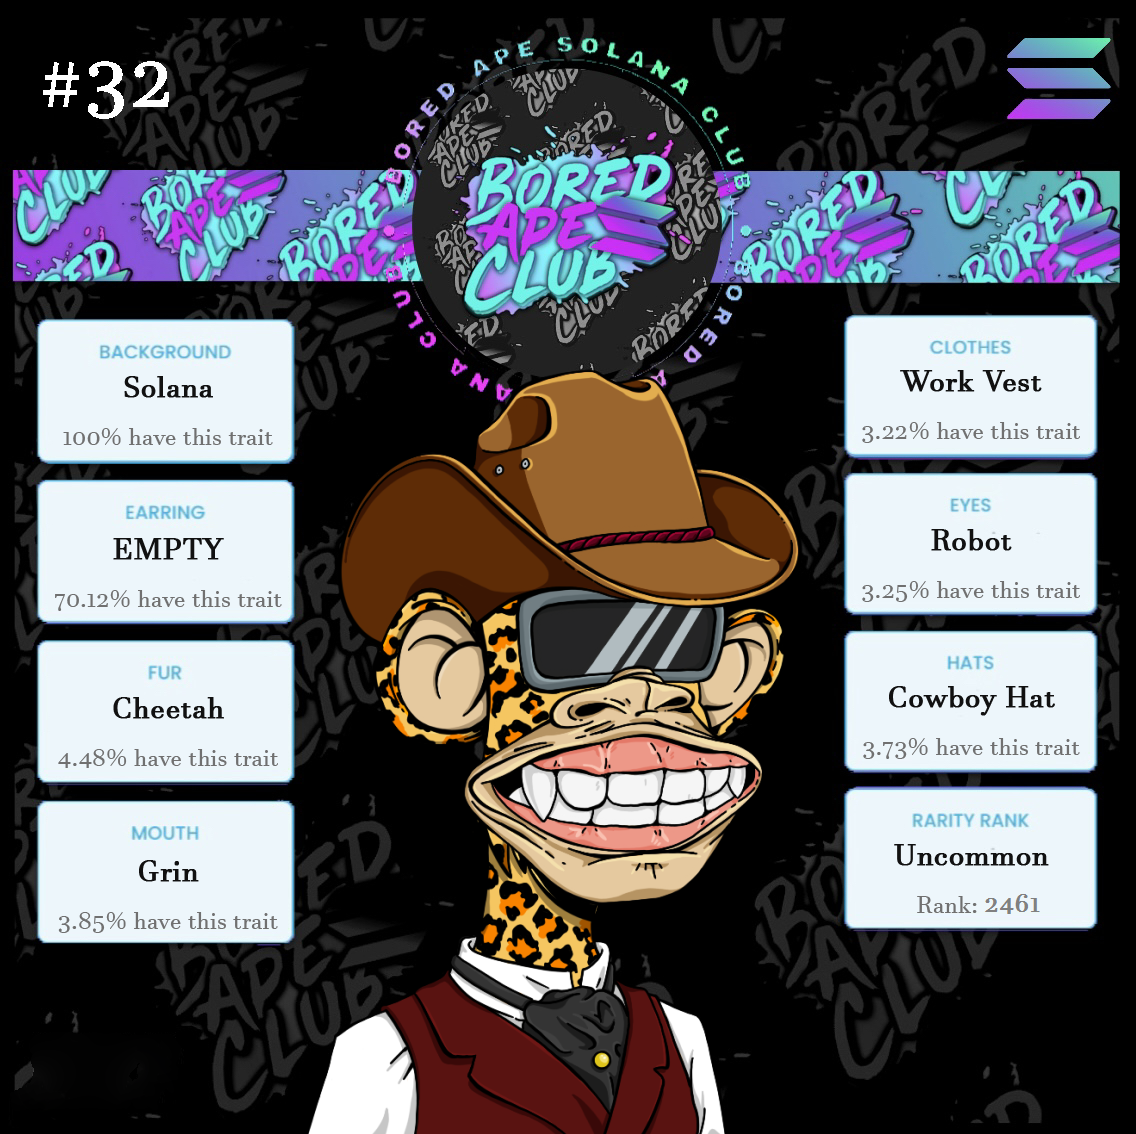 #32
BORED APE SOLANA CLUB
BORED
APE
CLUB
BACKGROUND
Solana
100% have this trait
EARRING
EMPTY
70.12% have this trait
FUR
Cheetah
4.48% have this trait
MOUTH
Grin
3.85% have this trait
CLOTHES
Work Vest
3.22% have this trait
EYES
Robot
3.25% have this trait
HATS
Cowboy Hat
3.73% have this trait
RARITY RANK
Uncommon
Rank: 2461